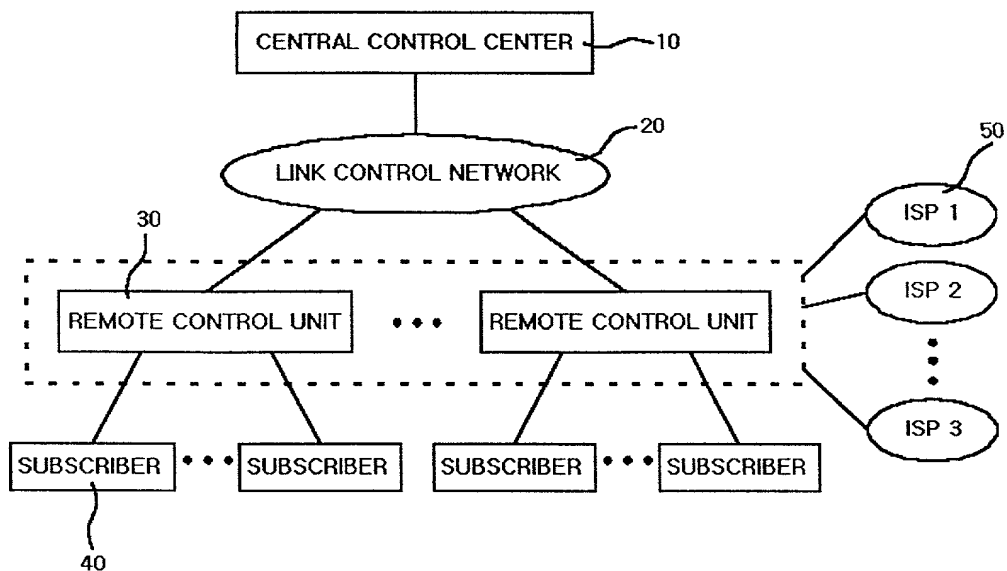 CENTRAL CONTROL CENTER
10
20
LINK CONTROL NETWORK
50
ISP 1
30
ISP 2
REMOTE CONTROL UNIT
REMOTE CONTROL UNIT
ISP 3
SUBSCRIBER
SUBSCRIBER
SUBSCRIBER
SUBSCRIBER
40